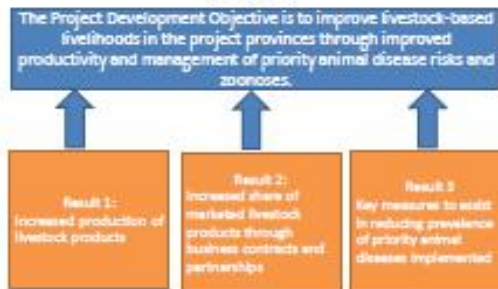 The Project Development Objective is to improve livestock-based
livelihoods in the project provinces through improved
productivity and management of priority animal disease risks and
zoonoses.
Result 1:
Increased production of
livestock products
Result 2:
Increased share of
marketed livestock
products through
business contracts and
partnerships
Result 3
Key measures to assist
in reducing prevalence
of priority animal
diseases implemented